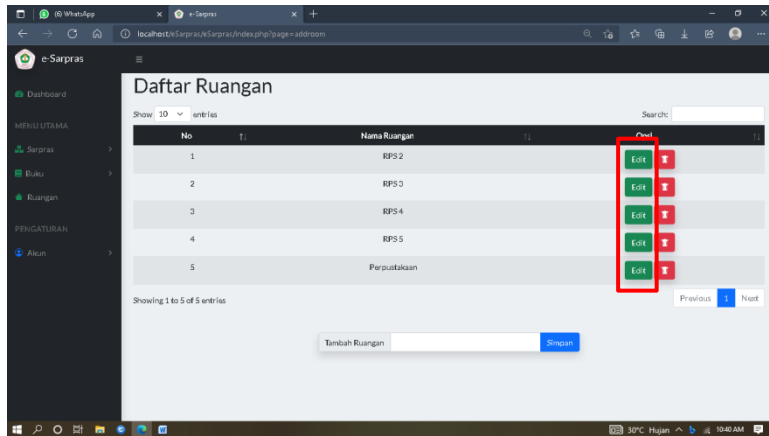 (6) WhatsApp
e-Sarpras
localhost/eSarpras/eSarpras/index.php?page=addroom
e-Sarpras
Daftar Ruangan
Dashboard
Show 10 entries
Search:
MENU UTAMA
No Nama Ruangan Opsi
Sarpras
1 RPS 2 Edit
Buku
2 RPS 3 Edit
Ruangan
3 RPS 4 Edit
PENGATURAN
4 RPS 5 Edit
Akun
5 Perpustakaan Edit
Showing 1 to 5 of 5 entries
Previous 1 Next
Tambah Ruangan Simpan
30°C Hujan 10:40 AM